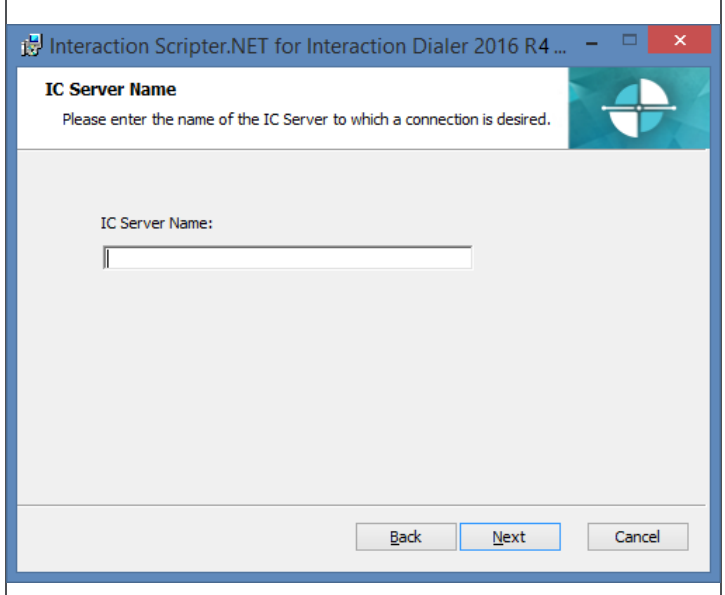 Interaction Scripter.NET for Interaction Dialer 2016 R4 ...
IC Server Name
Please enter the name of the IC Server to which a connection is desired.
IC Server Name:
Back
Next
Cancel